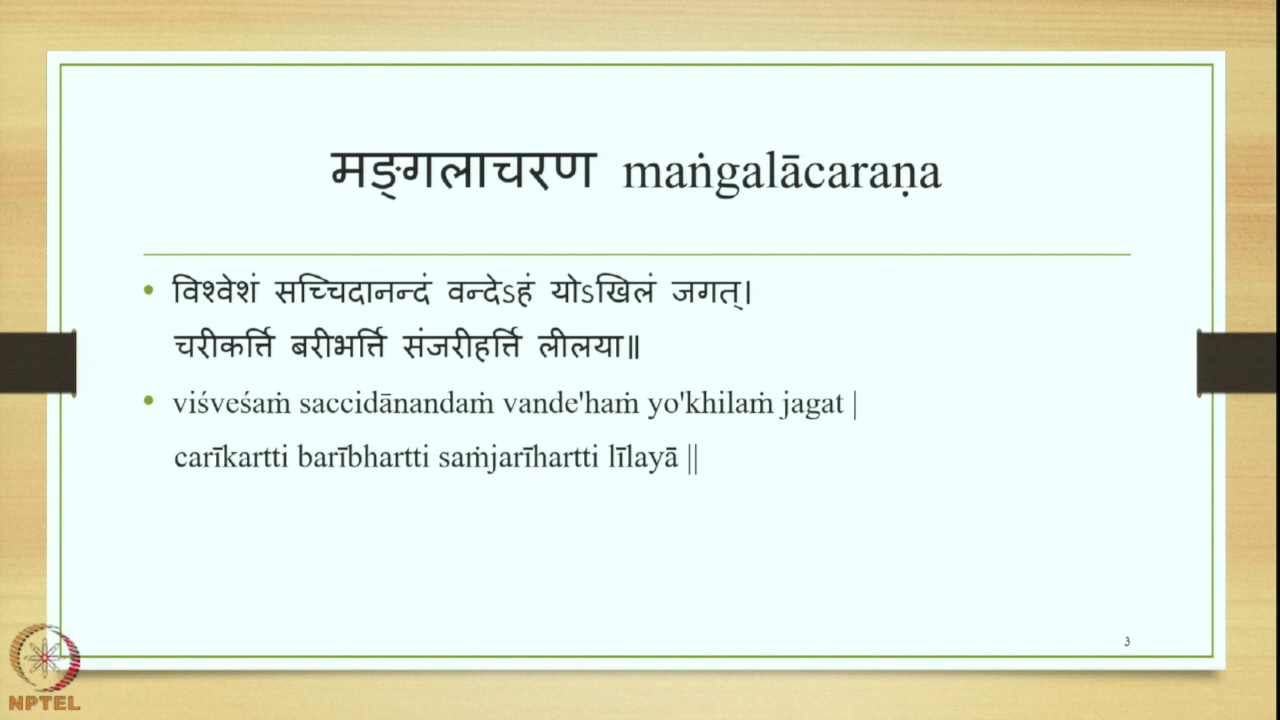 मङ्गलाचरण maṅgalācaraṇa
• विश्वेशं सच्चिदानन्दं वन्देऽहं योऽखिलं जगत्।
चरीकर्त्ति बरीभर्त्ति संजरीहर्त्ति लीलया॥
• viśveśaṁ saccidānandaṁ vande'haṁ yo'khilaṁ jagat |
carīkartti barībhartti saṁjarīhartti līlayā ||
3
NPTEL